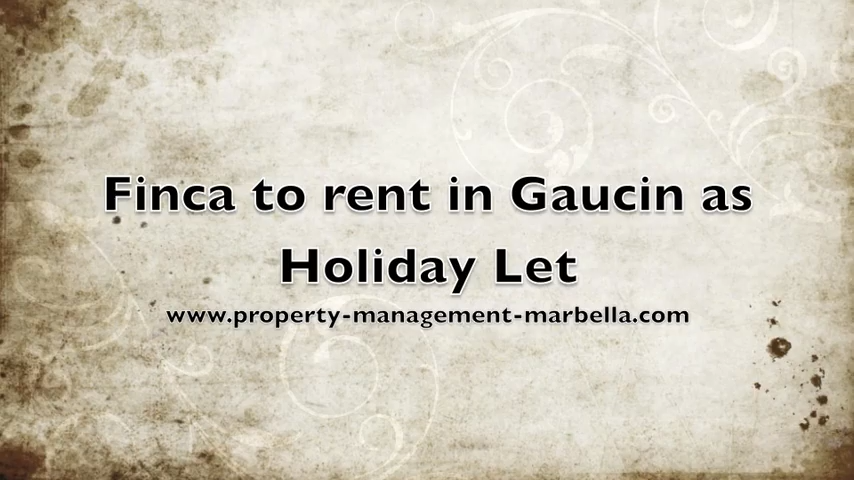 Finca to rent in Gaucin as
Holiday Let
www.property-management-marbella.com